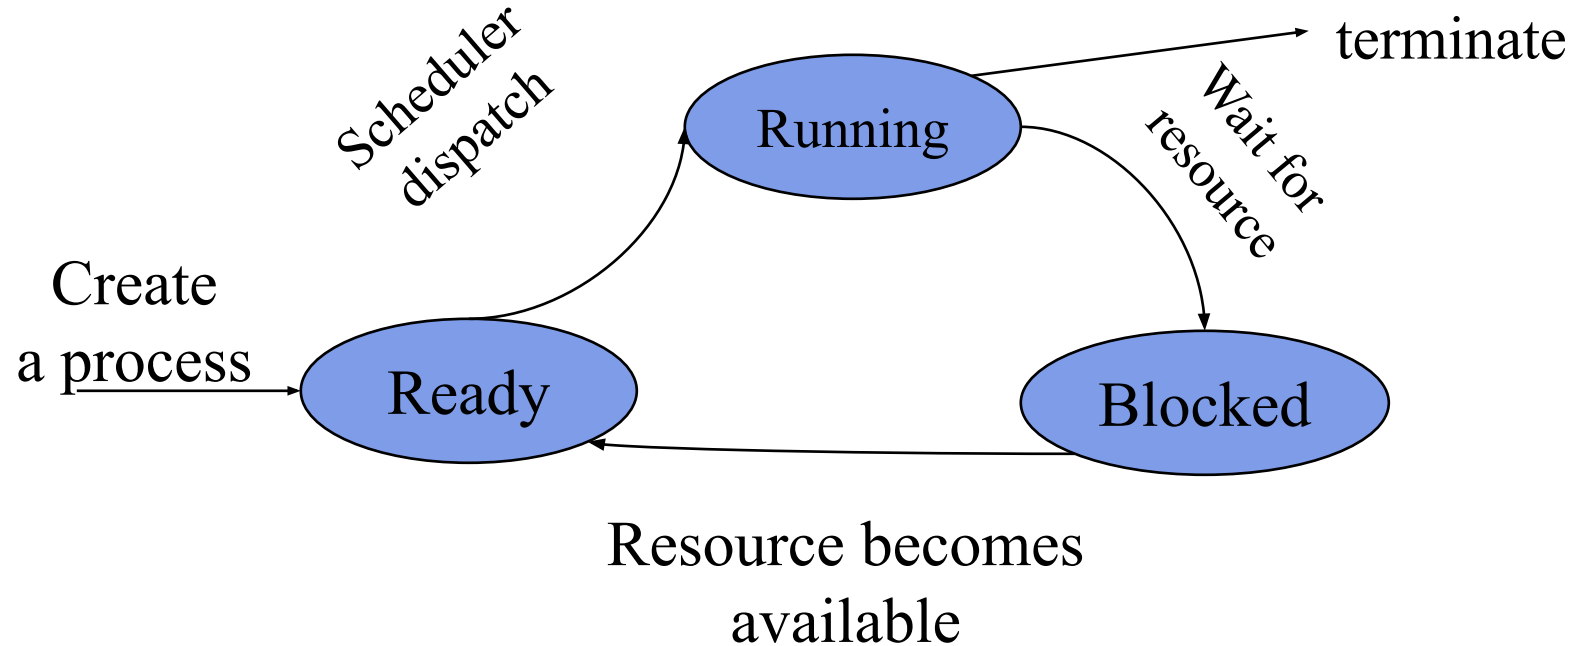 Scheduler
dispatch
terminate
Running
Wait for
resource
Create
a process
Ready
Blocked
Resource becomes
available